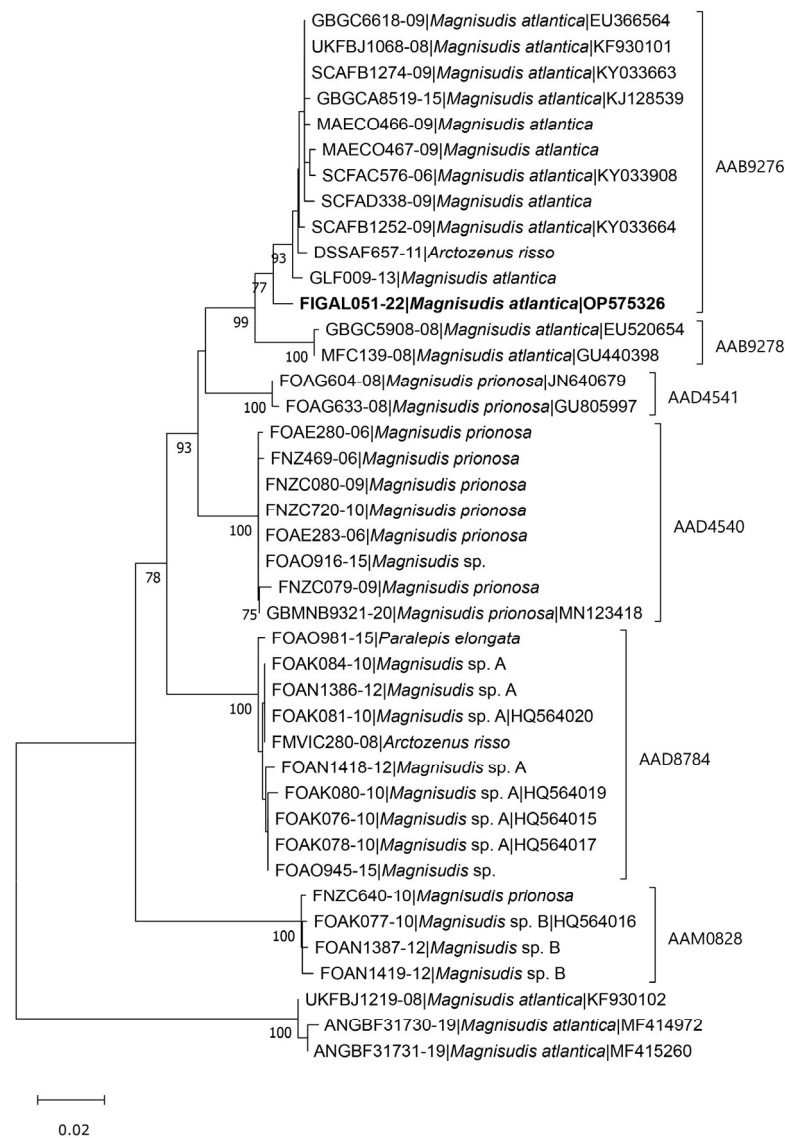 GBGC6618-09|Magnisudis atlantica|EU366564
UKFBJ1068-08|Magnisudis atlantica|KF930101
SCAFB1274-09|Magnisudis atlantica|KY033663
GBGCA8519-15|Magnisudis atlantica|KJ128539
MAECO466-09|Magnisudis atlantica
MAECO467-09|Magnisudis atlantica
AAB9276
SCFAC576-06|Magnisudis atlantica|KY033908
SCFAD338-09|Magnisudis atlantica
SCAFB1252-09|Magnisudis atlantica|KY033664
DSSAF657-11|Arctozenus risso
93
GLF009-13|Magnisudis atlantica
77
FIGAL051-22|Magnisudis atlantica|OP575326
99
GBGC5908-08|Magnisudis atlantica|EU520654
AAB9278
MFC139-08|Magnisudis atlantica|GU440398
100
FOAG604-08|Magnisudis prionosa|JN640679
AAD4541
FOAG633-08|Magnisudis prionosa|GU805997
100
FOAE280-06|Magnisudis prionosa
93
FNZ469-06|Magnisudis prionosa
FNZC080-09|Magnisudis prionosa
FNZC720-10|Magnisudis prionosa
AAD4540
100
FOAE283-06|Magnisudis prionosa
FOAO916-15|Magnisudis sp.
78
FNZC079-09|Magnisudis prionosa
75
GBMNB9321-20|Magnisudis prionosa|MN123418
FOAO981-15|Paralepis elongata
FOAK084-10|Magnisudis sp. A
FOAN1386-12|Magnisudis sp. A
100
FOAK081-10|Magnisudis sp. A|HQ564020
FMVIC280-08|Arctozenus risso
AAD8784
FOAN1418-12|Magnisudis sp. A
FOAK080-10|Magnisudis sp. A|HQ564019
FOAK076-10|Magnisudis sp. A|HQ564015
FOAK078-10|Magnisudis sp. A|HQ564017
FOAO945-15|Magnisudis sp.
FNZC640-10|Magnisudis prionosa
FOAK077-10|Magnisudis sp. B|HQ564016
100
AAM0828
FOAN1387-12|Magnisudis sp. B
FOAN1419-12|Magnisudis sp. B
UKFBJ1219-08|Magnisudis atlantica|KF930102
100
ANGBF31730-19|Magnisudis atlantica|MF414972
ANGBF31731-19|Magnisudis atlantica|MF415260
0.02